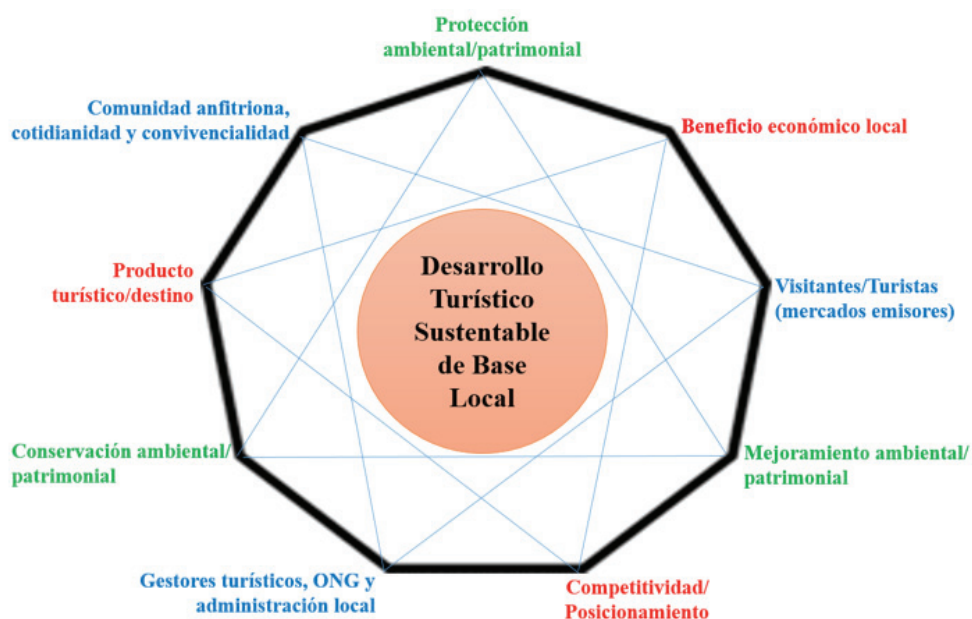 Protección
ambiental/patrimonial
Comunidad anfitriona,
cotidianidad y convivencialidad
Beneficio económico local
Producto
turístico/destino
Desarrollo
Turístico
Sustentable
de Base
Local
Visitantes/Turistas
(mercados emisores)
Conservación ambiental/
patrimonial
Mejoramiento ambiental/
patrimonial
Gestores turísticos, ONG y
administración local
Competitividad/
Posicionamiento